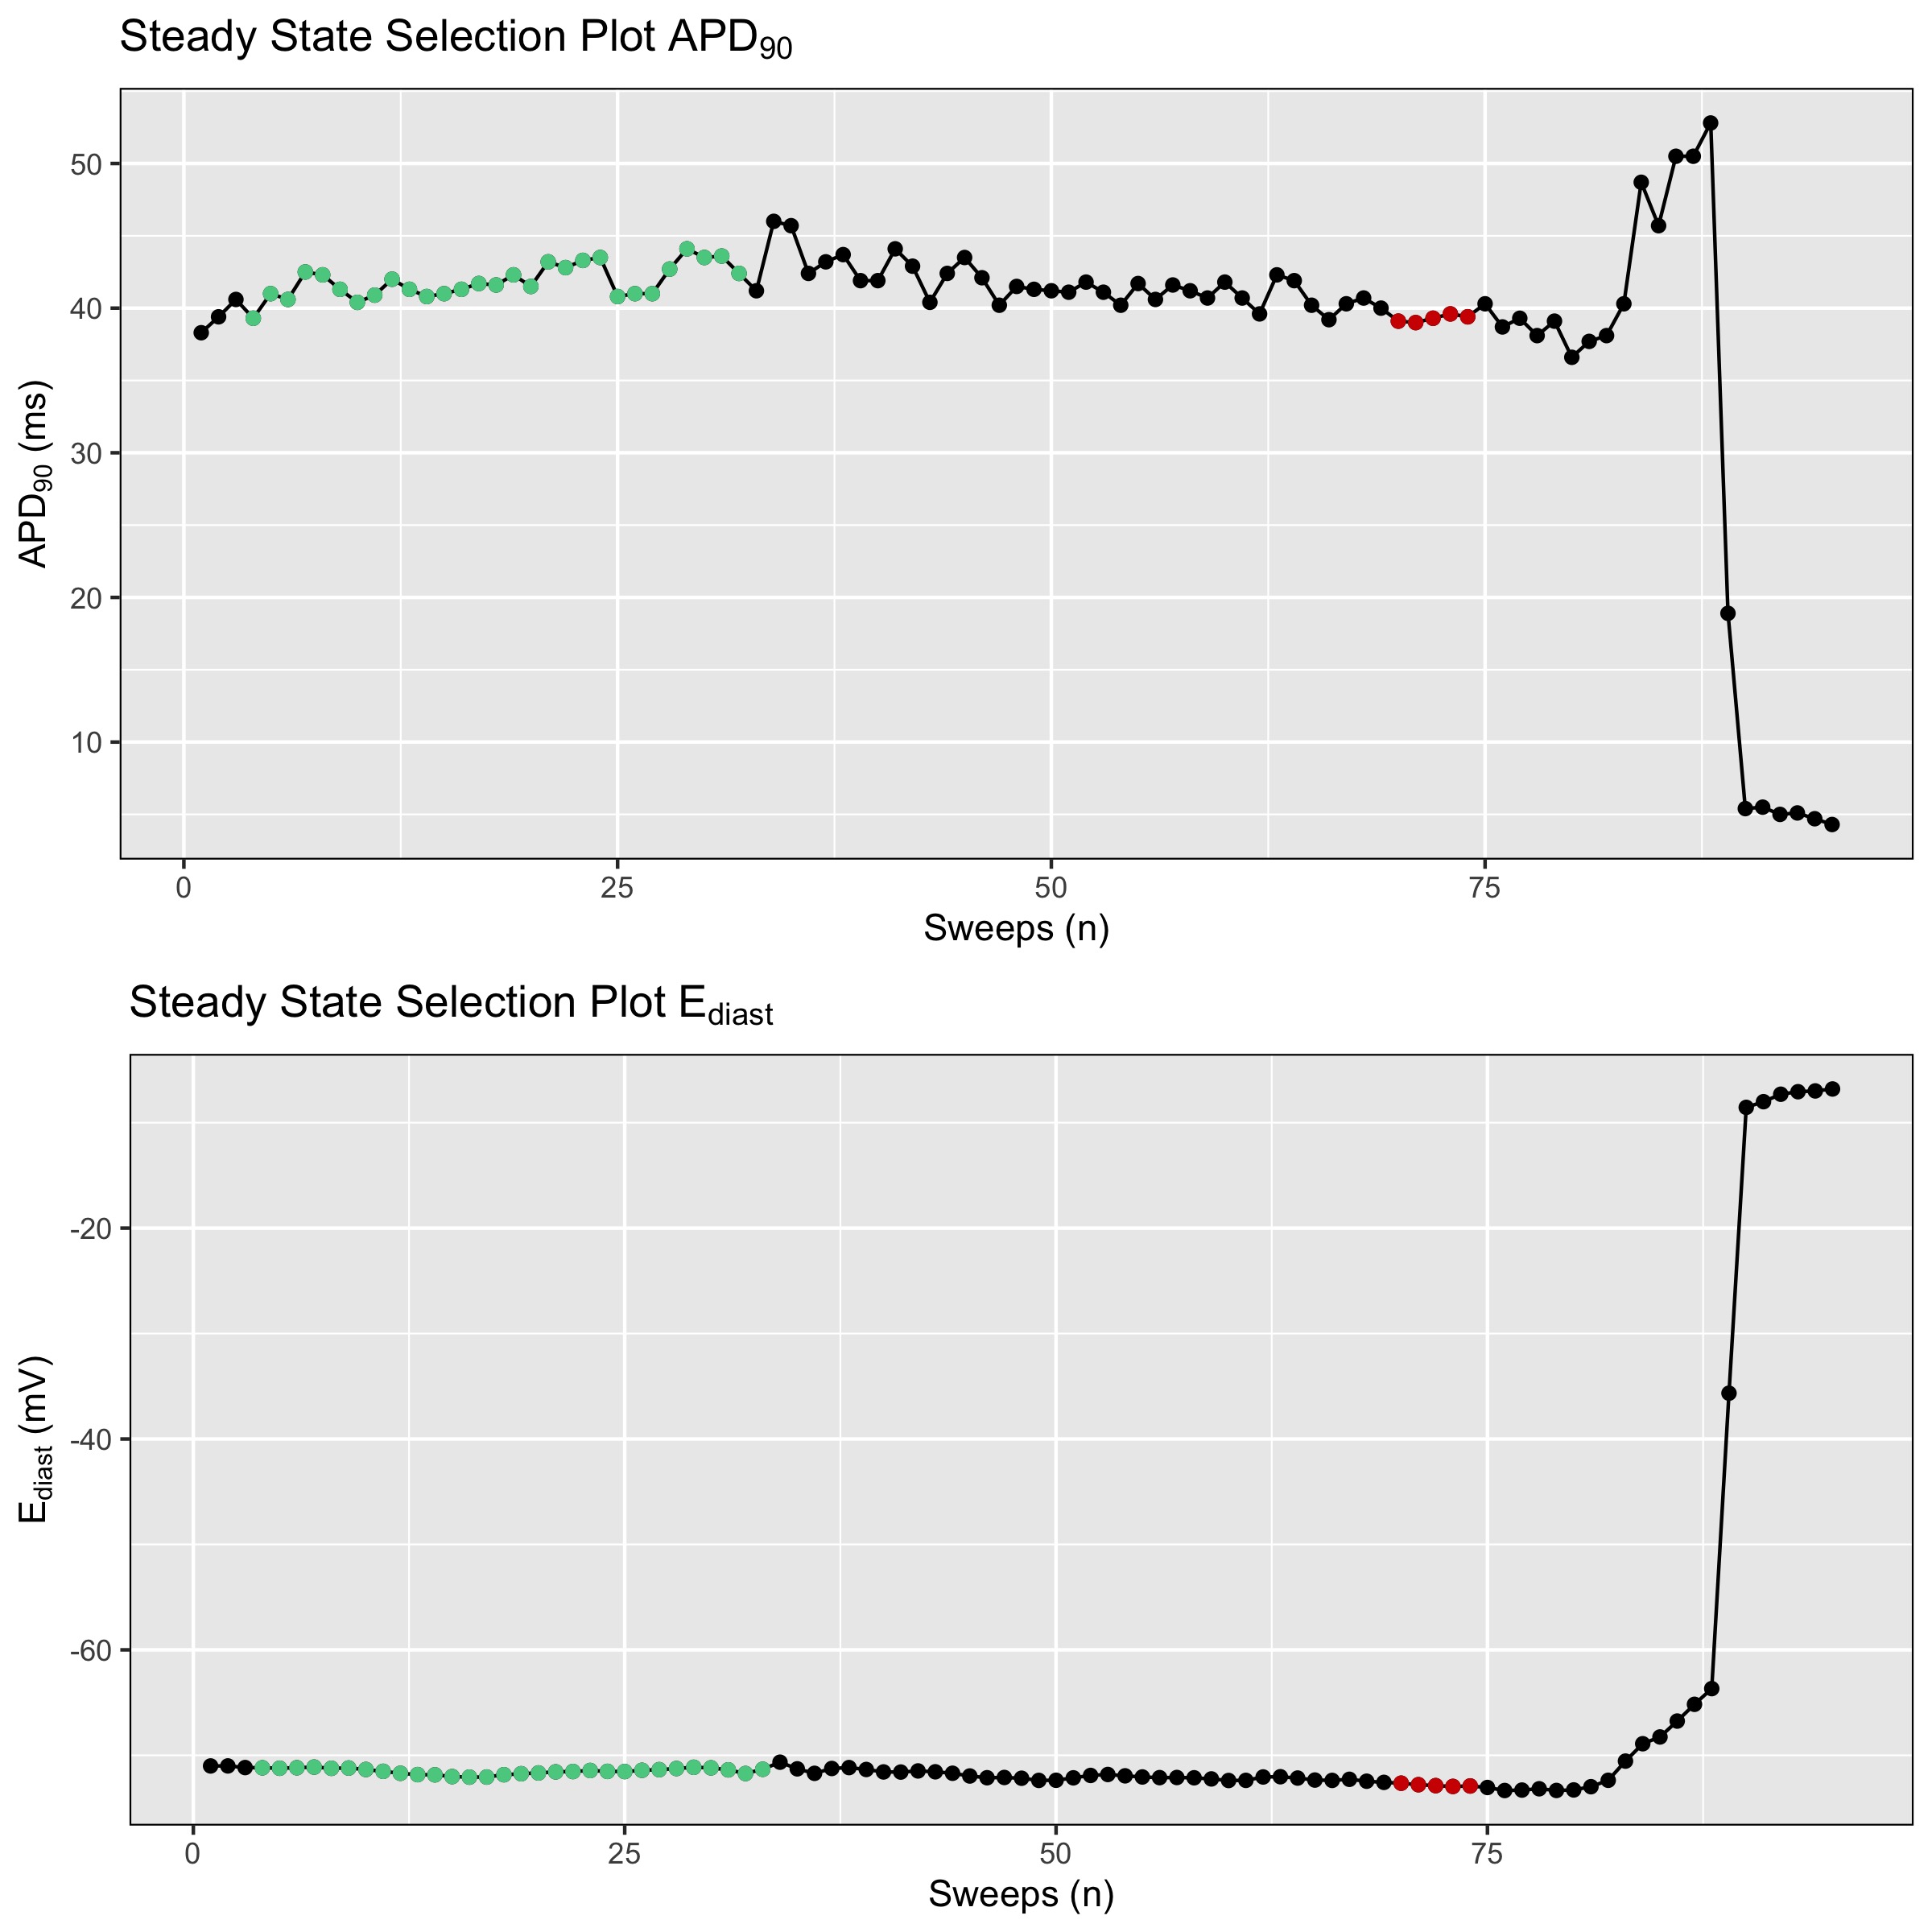 Steady State Selection Plot APD90
50
40
30
20
10
APD90 (ms)
0 25 50 75
Sweeps (n)
Steady State Selection Plot Ediast
-20
-40
-60
Ediast (mV)
0 25 50 75
Sweeps (n)